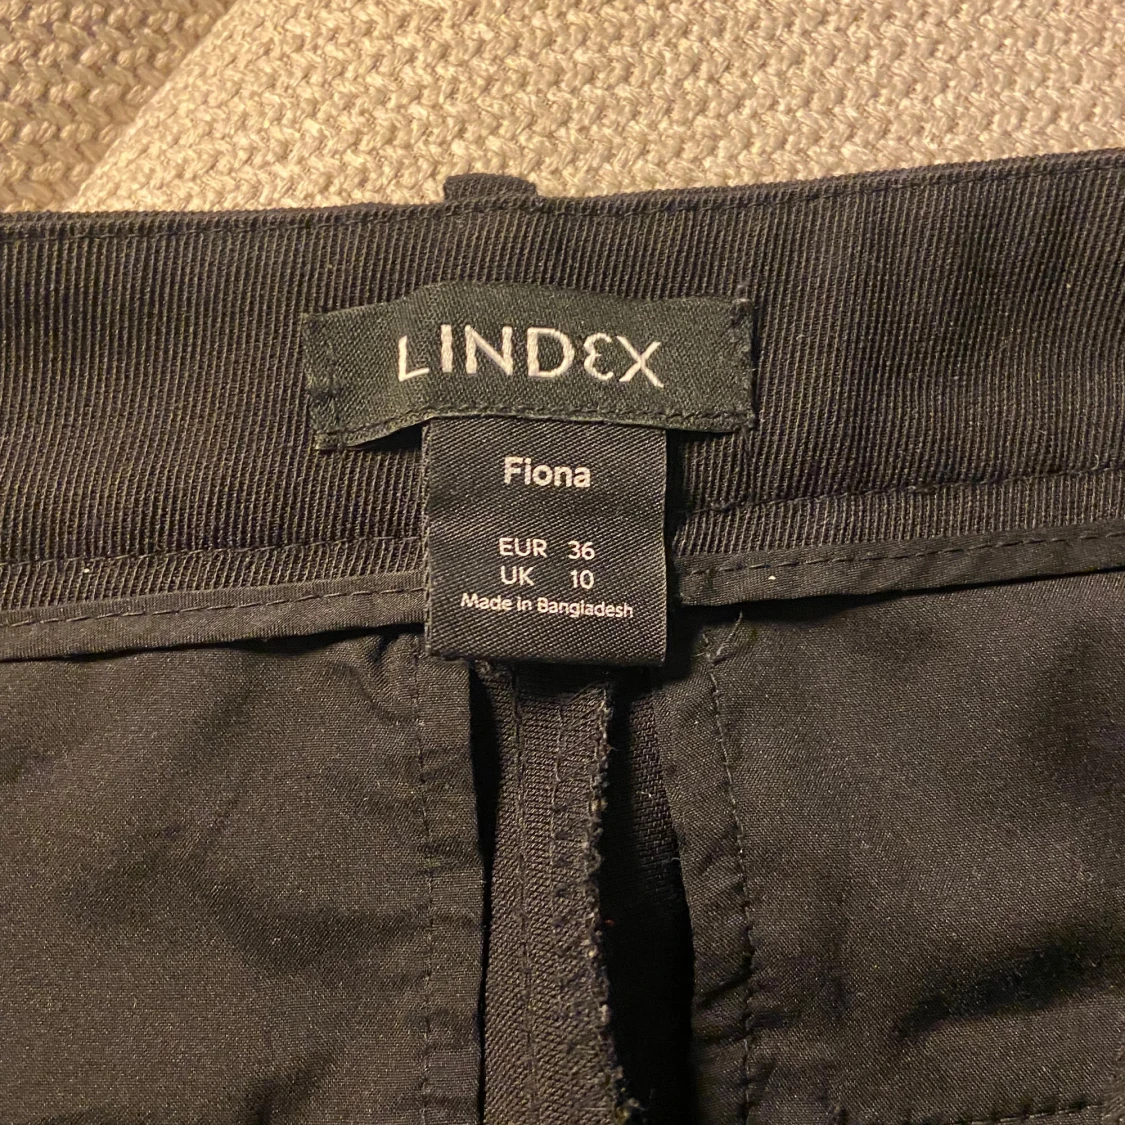 LINDEX
Fiona
EUR 36
UK 10
Made in Bangladesh